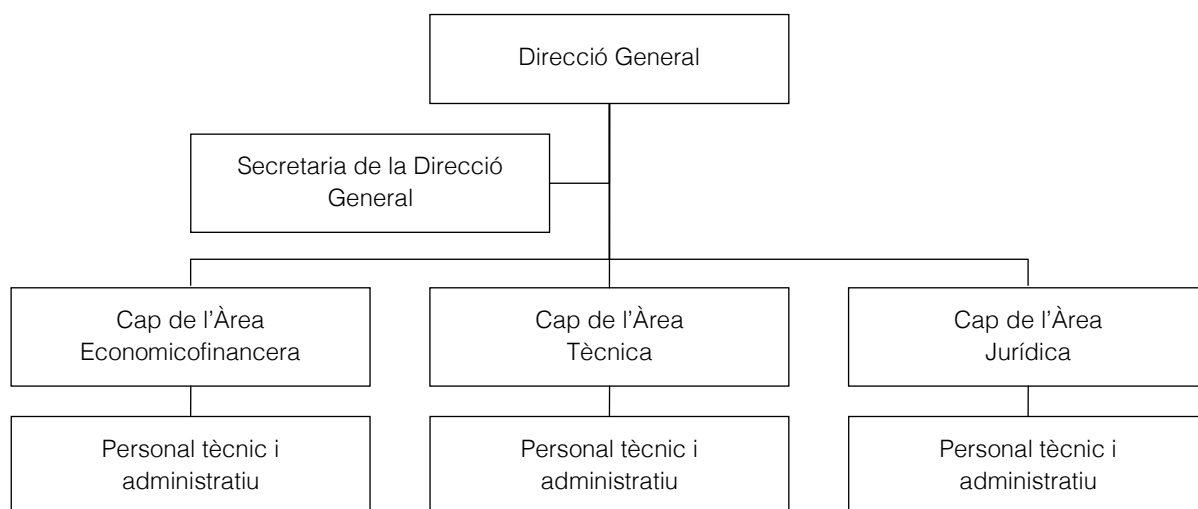 Direcció General
Secretaria de la Direcció
General
Cap de l'Àrea
Economicofinancera
Cap de l'Àrea
Tècnica
Cap de l'Àrea
Jurídica
Personal tècnic i
administratiu
Personal tècnic i
administratiu
Personal tècnic i
administratiu